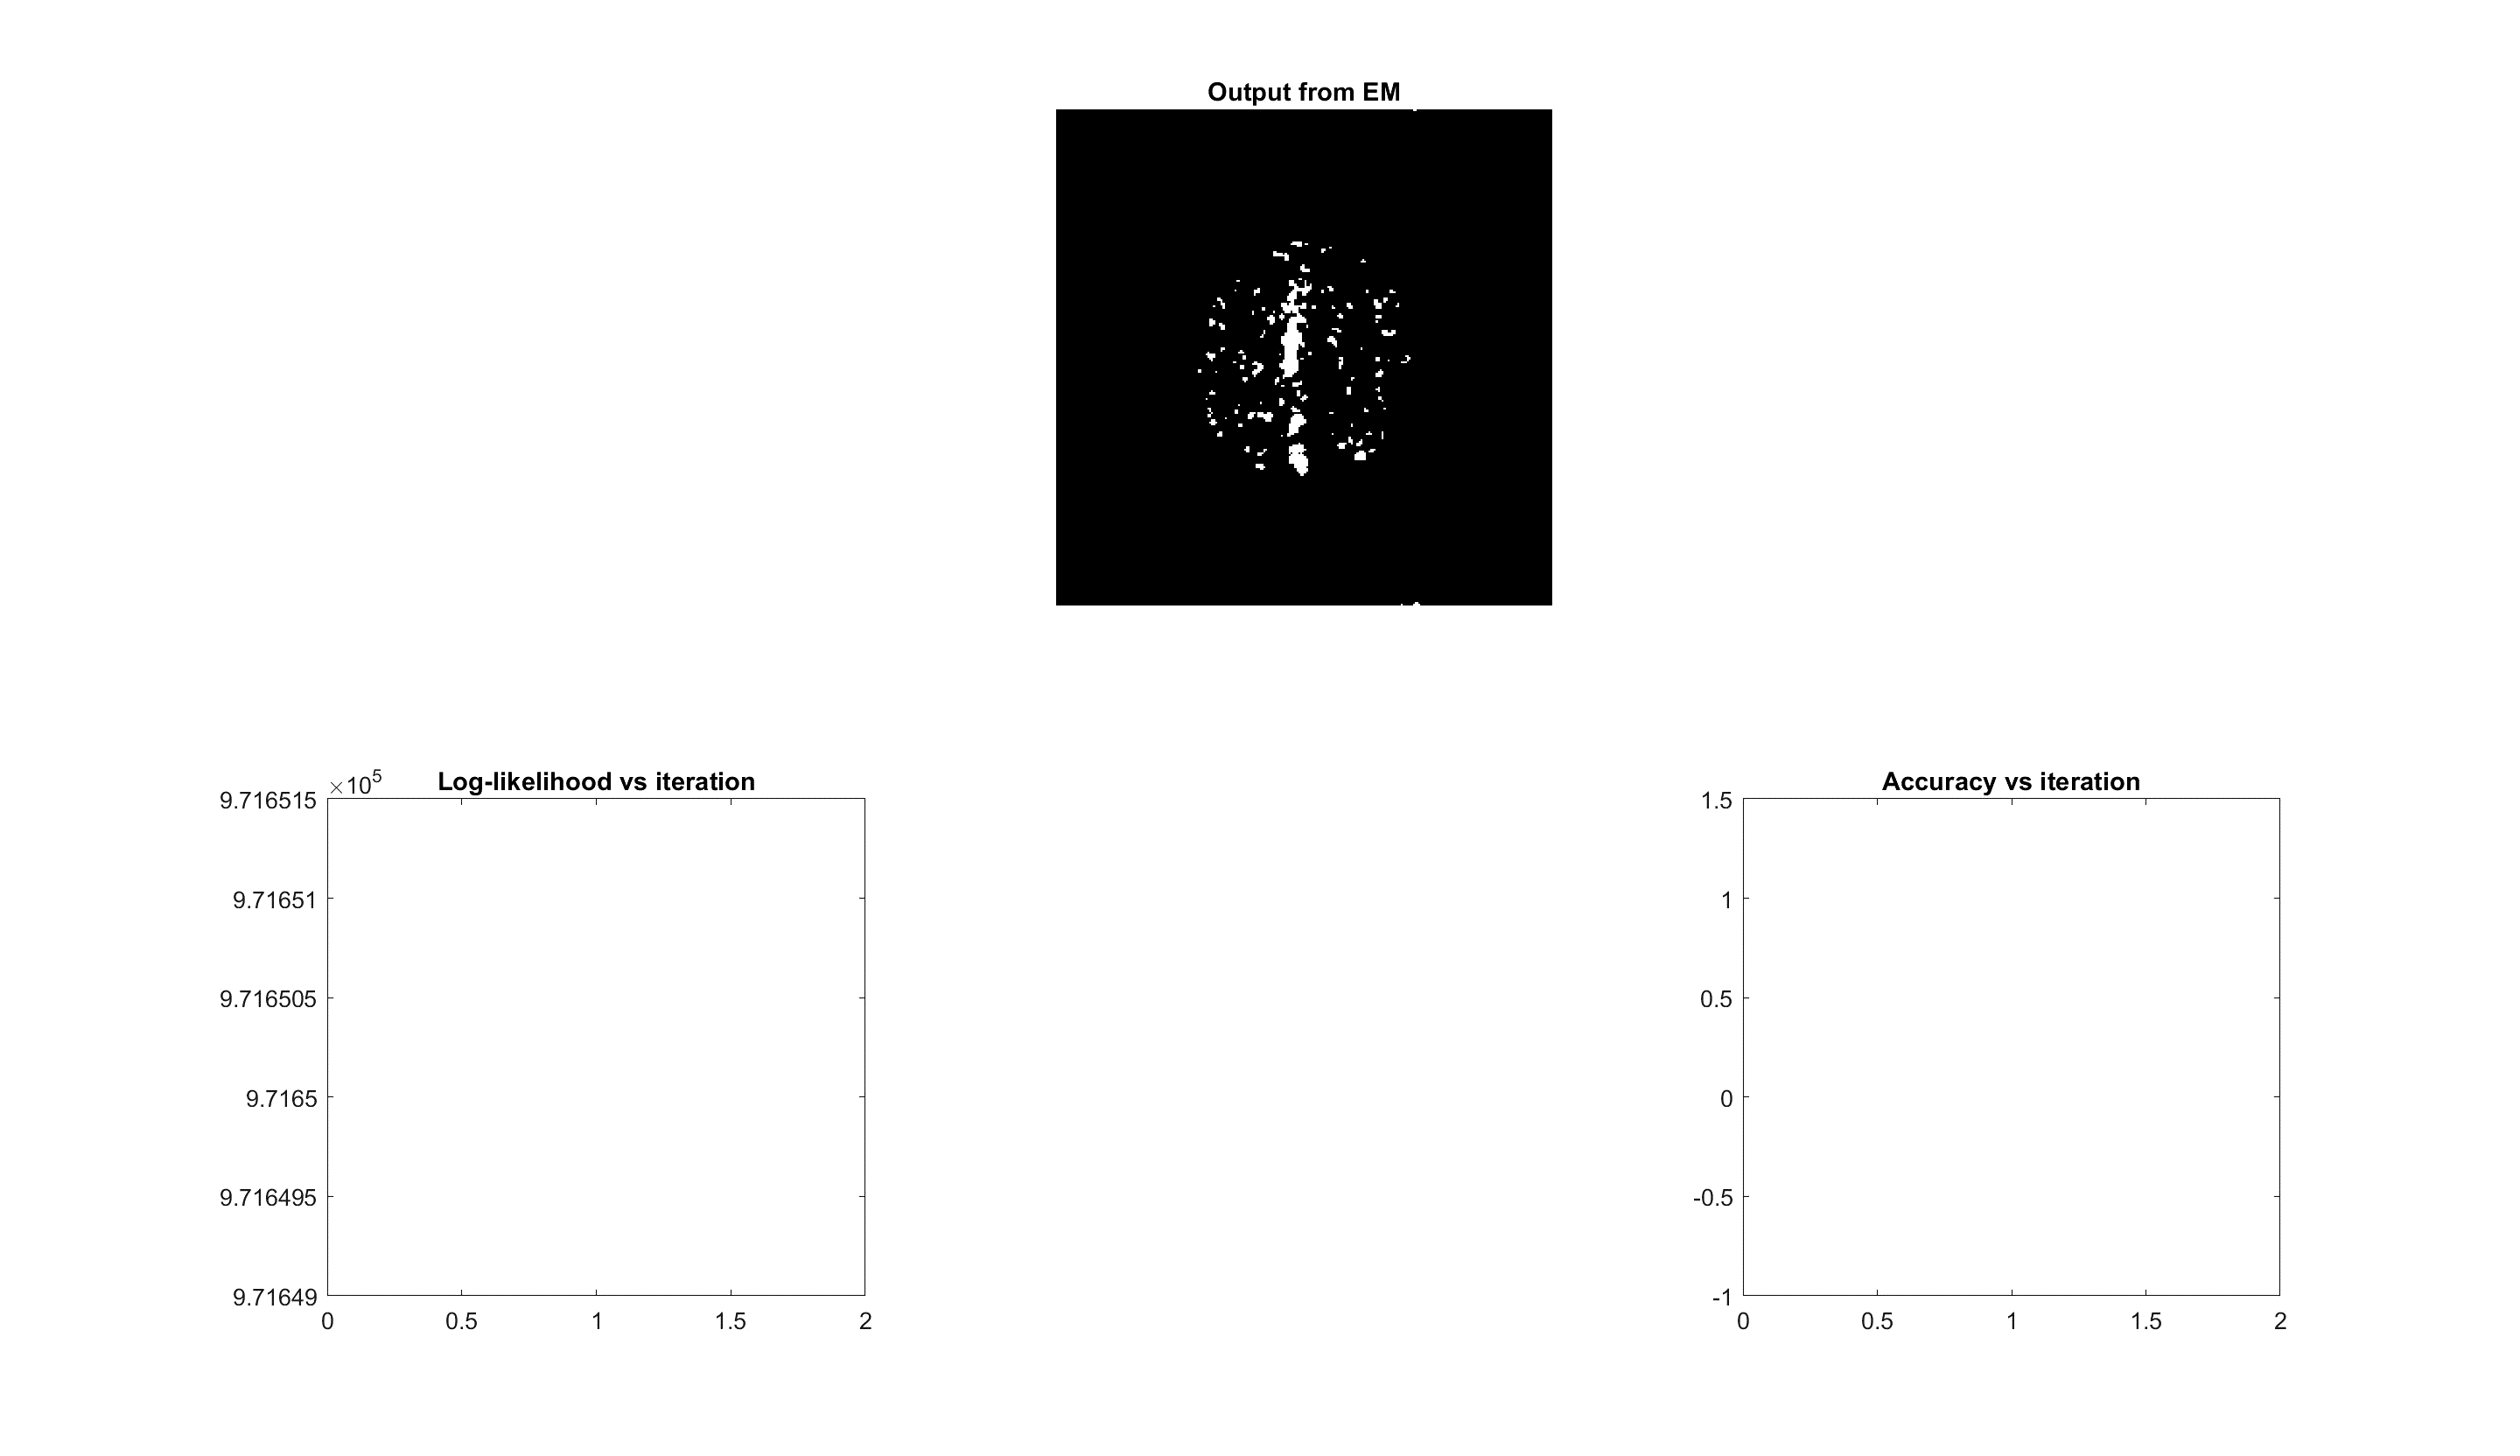 Output from EM
×10^5
Log-likelihood vs iteration
9.716515
9.71651
9.716505
9.7165
9.716495
9.71649
0 0.5 1 1.5 2
Accuracy vs iteration
1.5
1
0.5
0
-0.5
-1
0 0.5 1 1.5 2